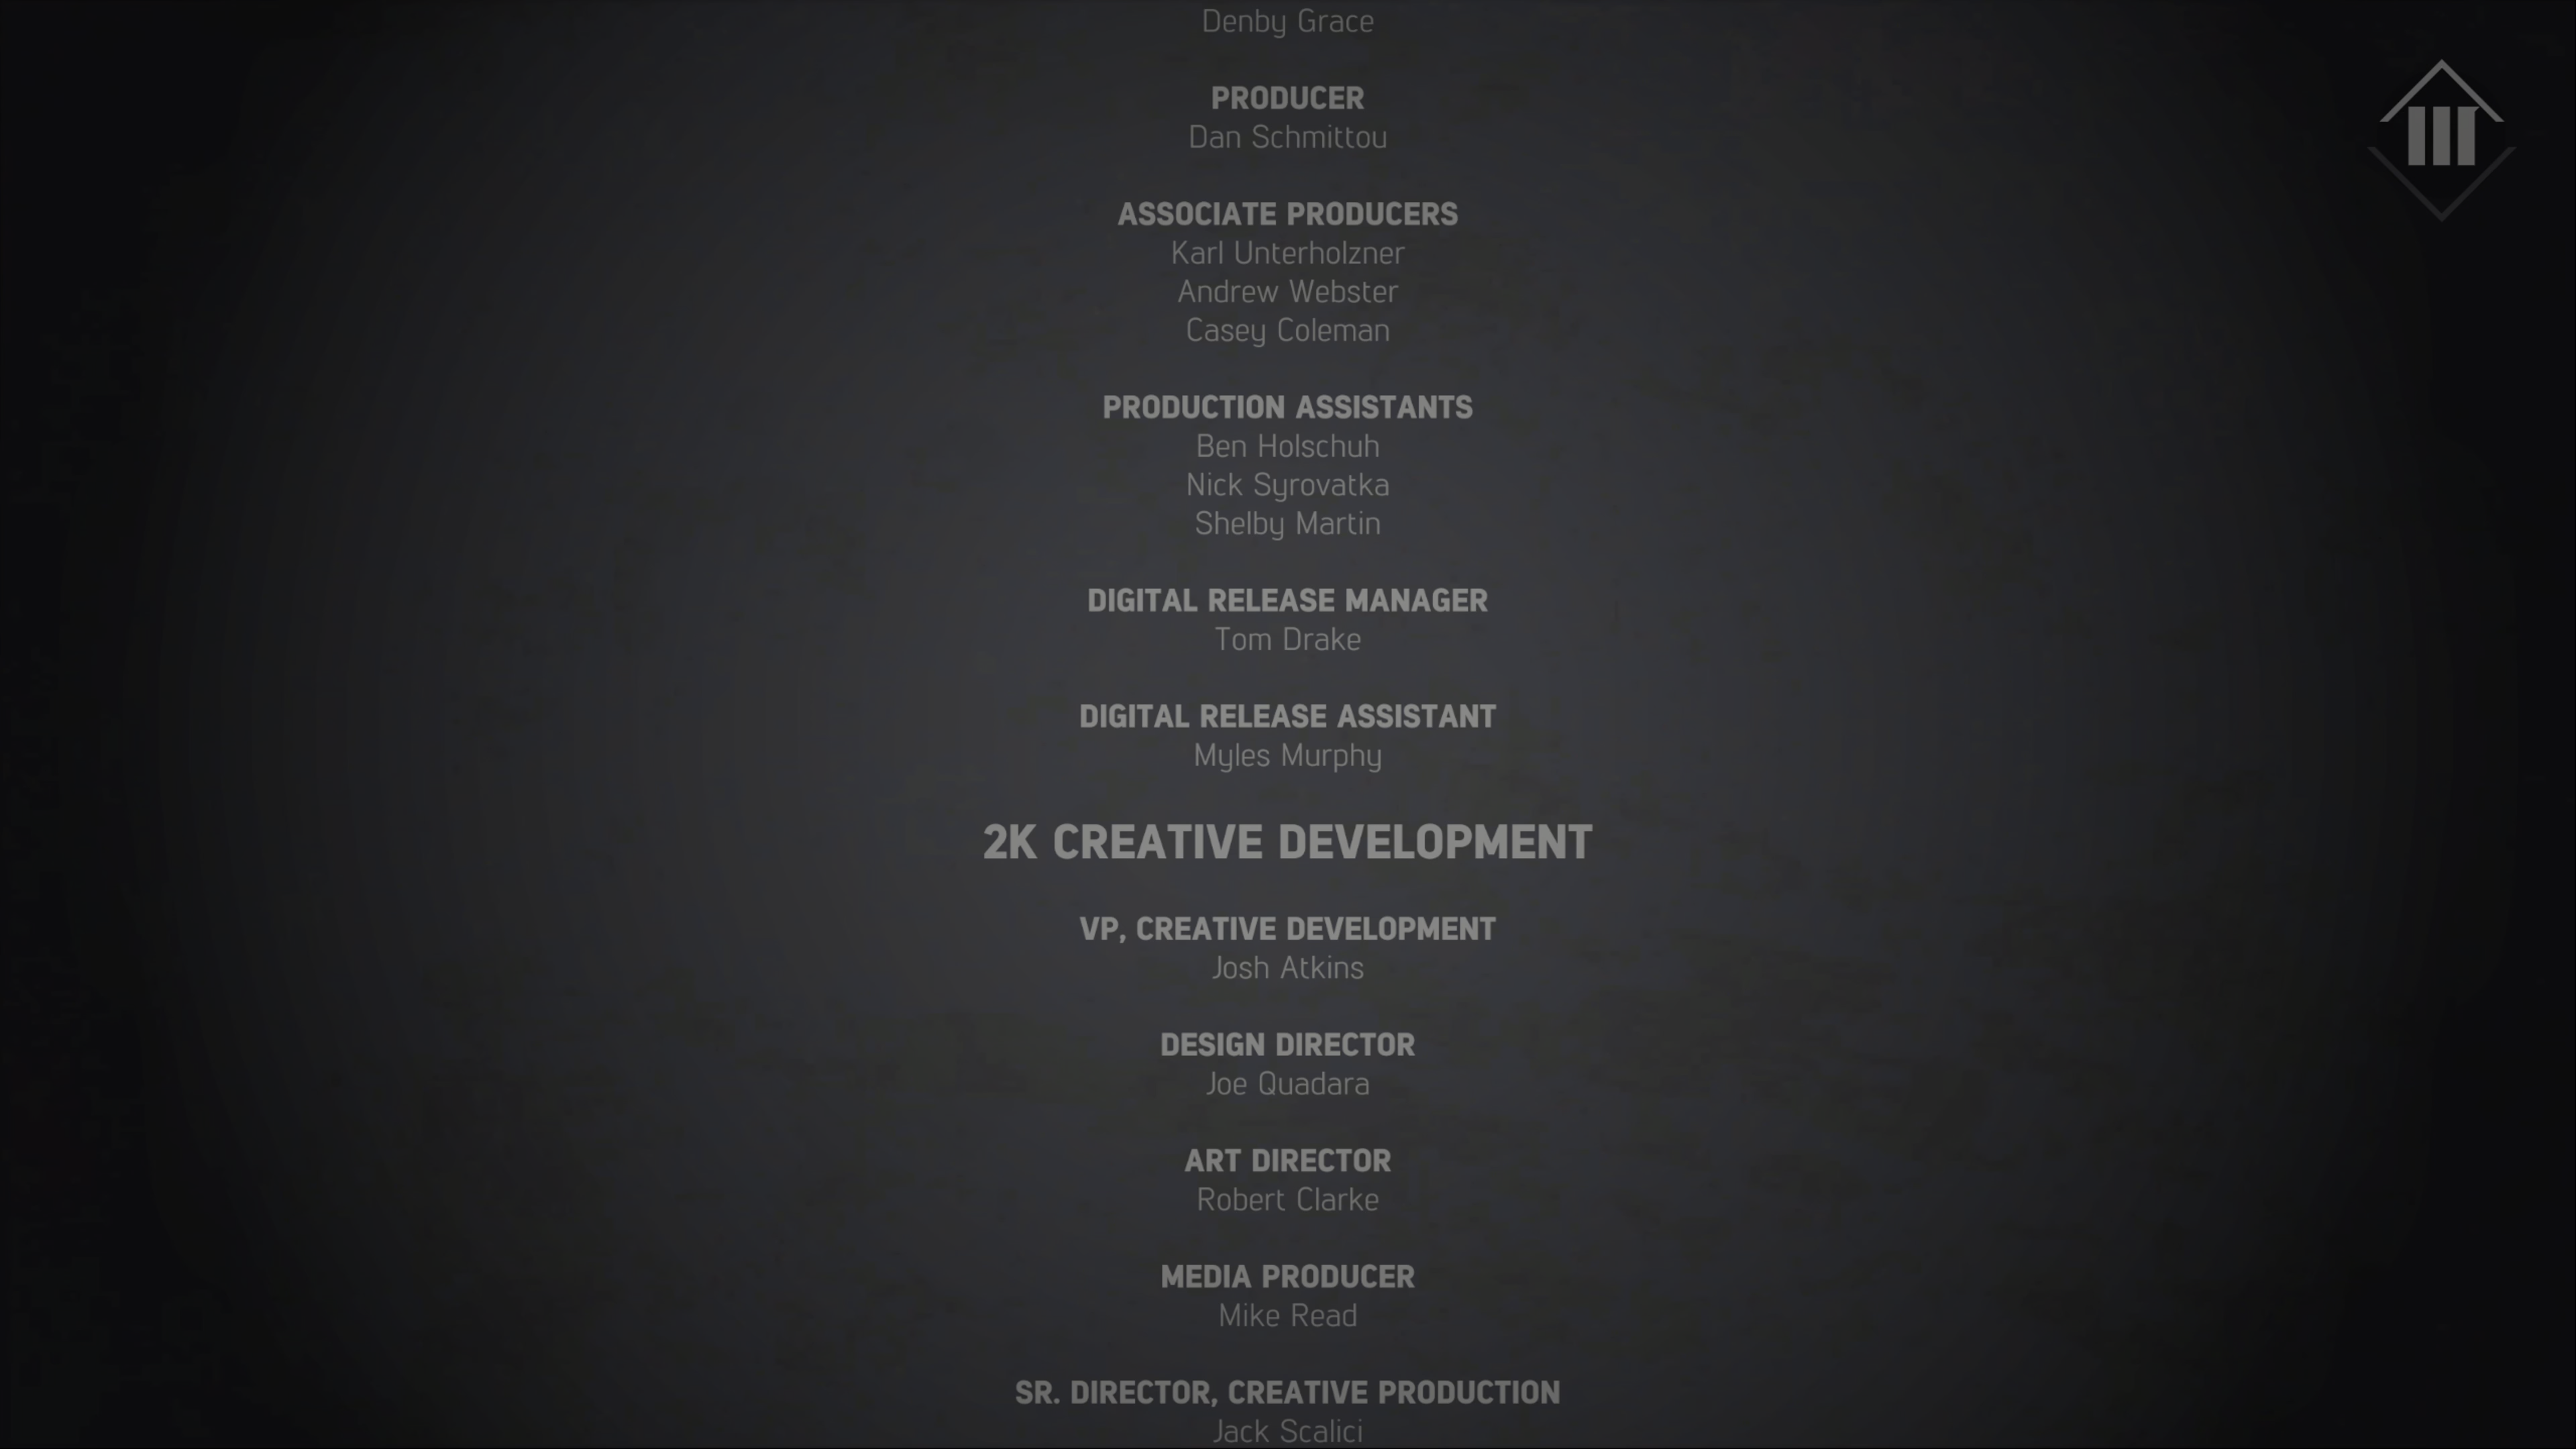 Denby Grace
PRODUCER
Dan Schmittou
ASSOCIATE PRODUCERS
Karl Unterholzner
Andrew Webster
Casey Coleman
PRODUCTION ASSISTANTS
Ben Holschuh
Nick Syrovatka
Shelby Martin
DIGITAL RELEASE MANAGER
Tom Drake
DIGITAL RELEASE ASSISTANT
Myles Murphy
2K CREATIVE DEVELOPMENT
VP, CREATIVE DEVELOPMENT
Josh Atkins
DESIGN DIRECTOR
Joe Quadara
ART DIRECTOR
Robert Clarke
MEDIA PRODUCER
Mike Read
SR. DIRECTOR, CREATIVE PRODUCTION
Jack Scalici